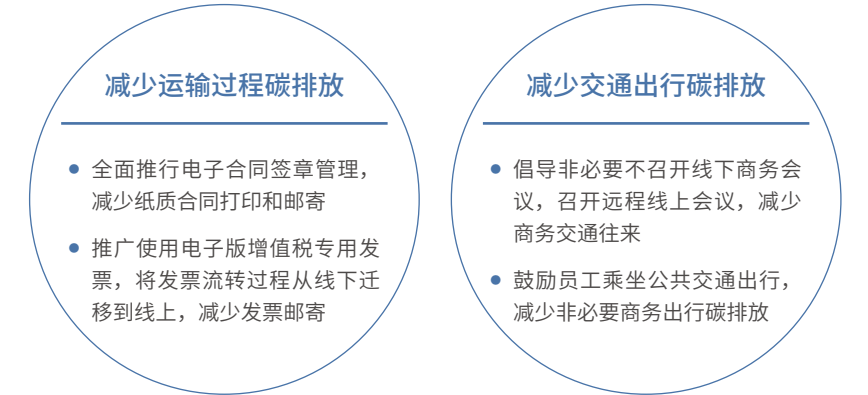 减少运输过程碳排放
● 全面推行电子合同签章管理，
减少纸质合同打印和邮寄
● 推广使用电子版增值税专用发
票，将发票流转过程从线下迁
移到线上，减少发票邮寄
减少交通出行碳排放
● 倡导非必要不召开线下商务会
议，召开远程线上会议，减少
商务交通往来
● 鼓励员工乘坐公共交通出行，
减少非必要商务出行碳排放